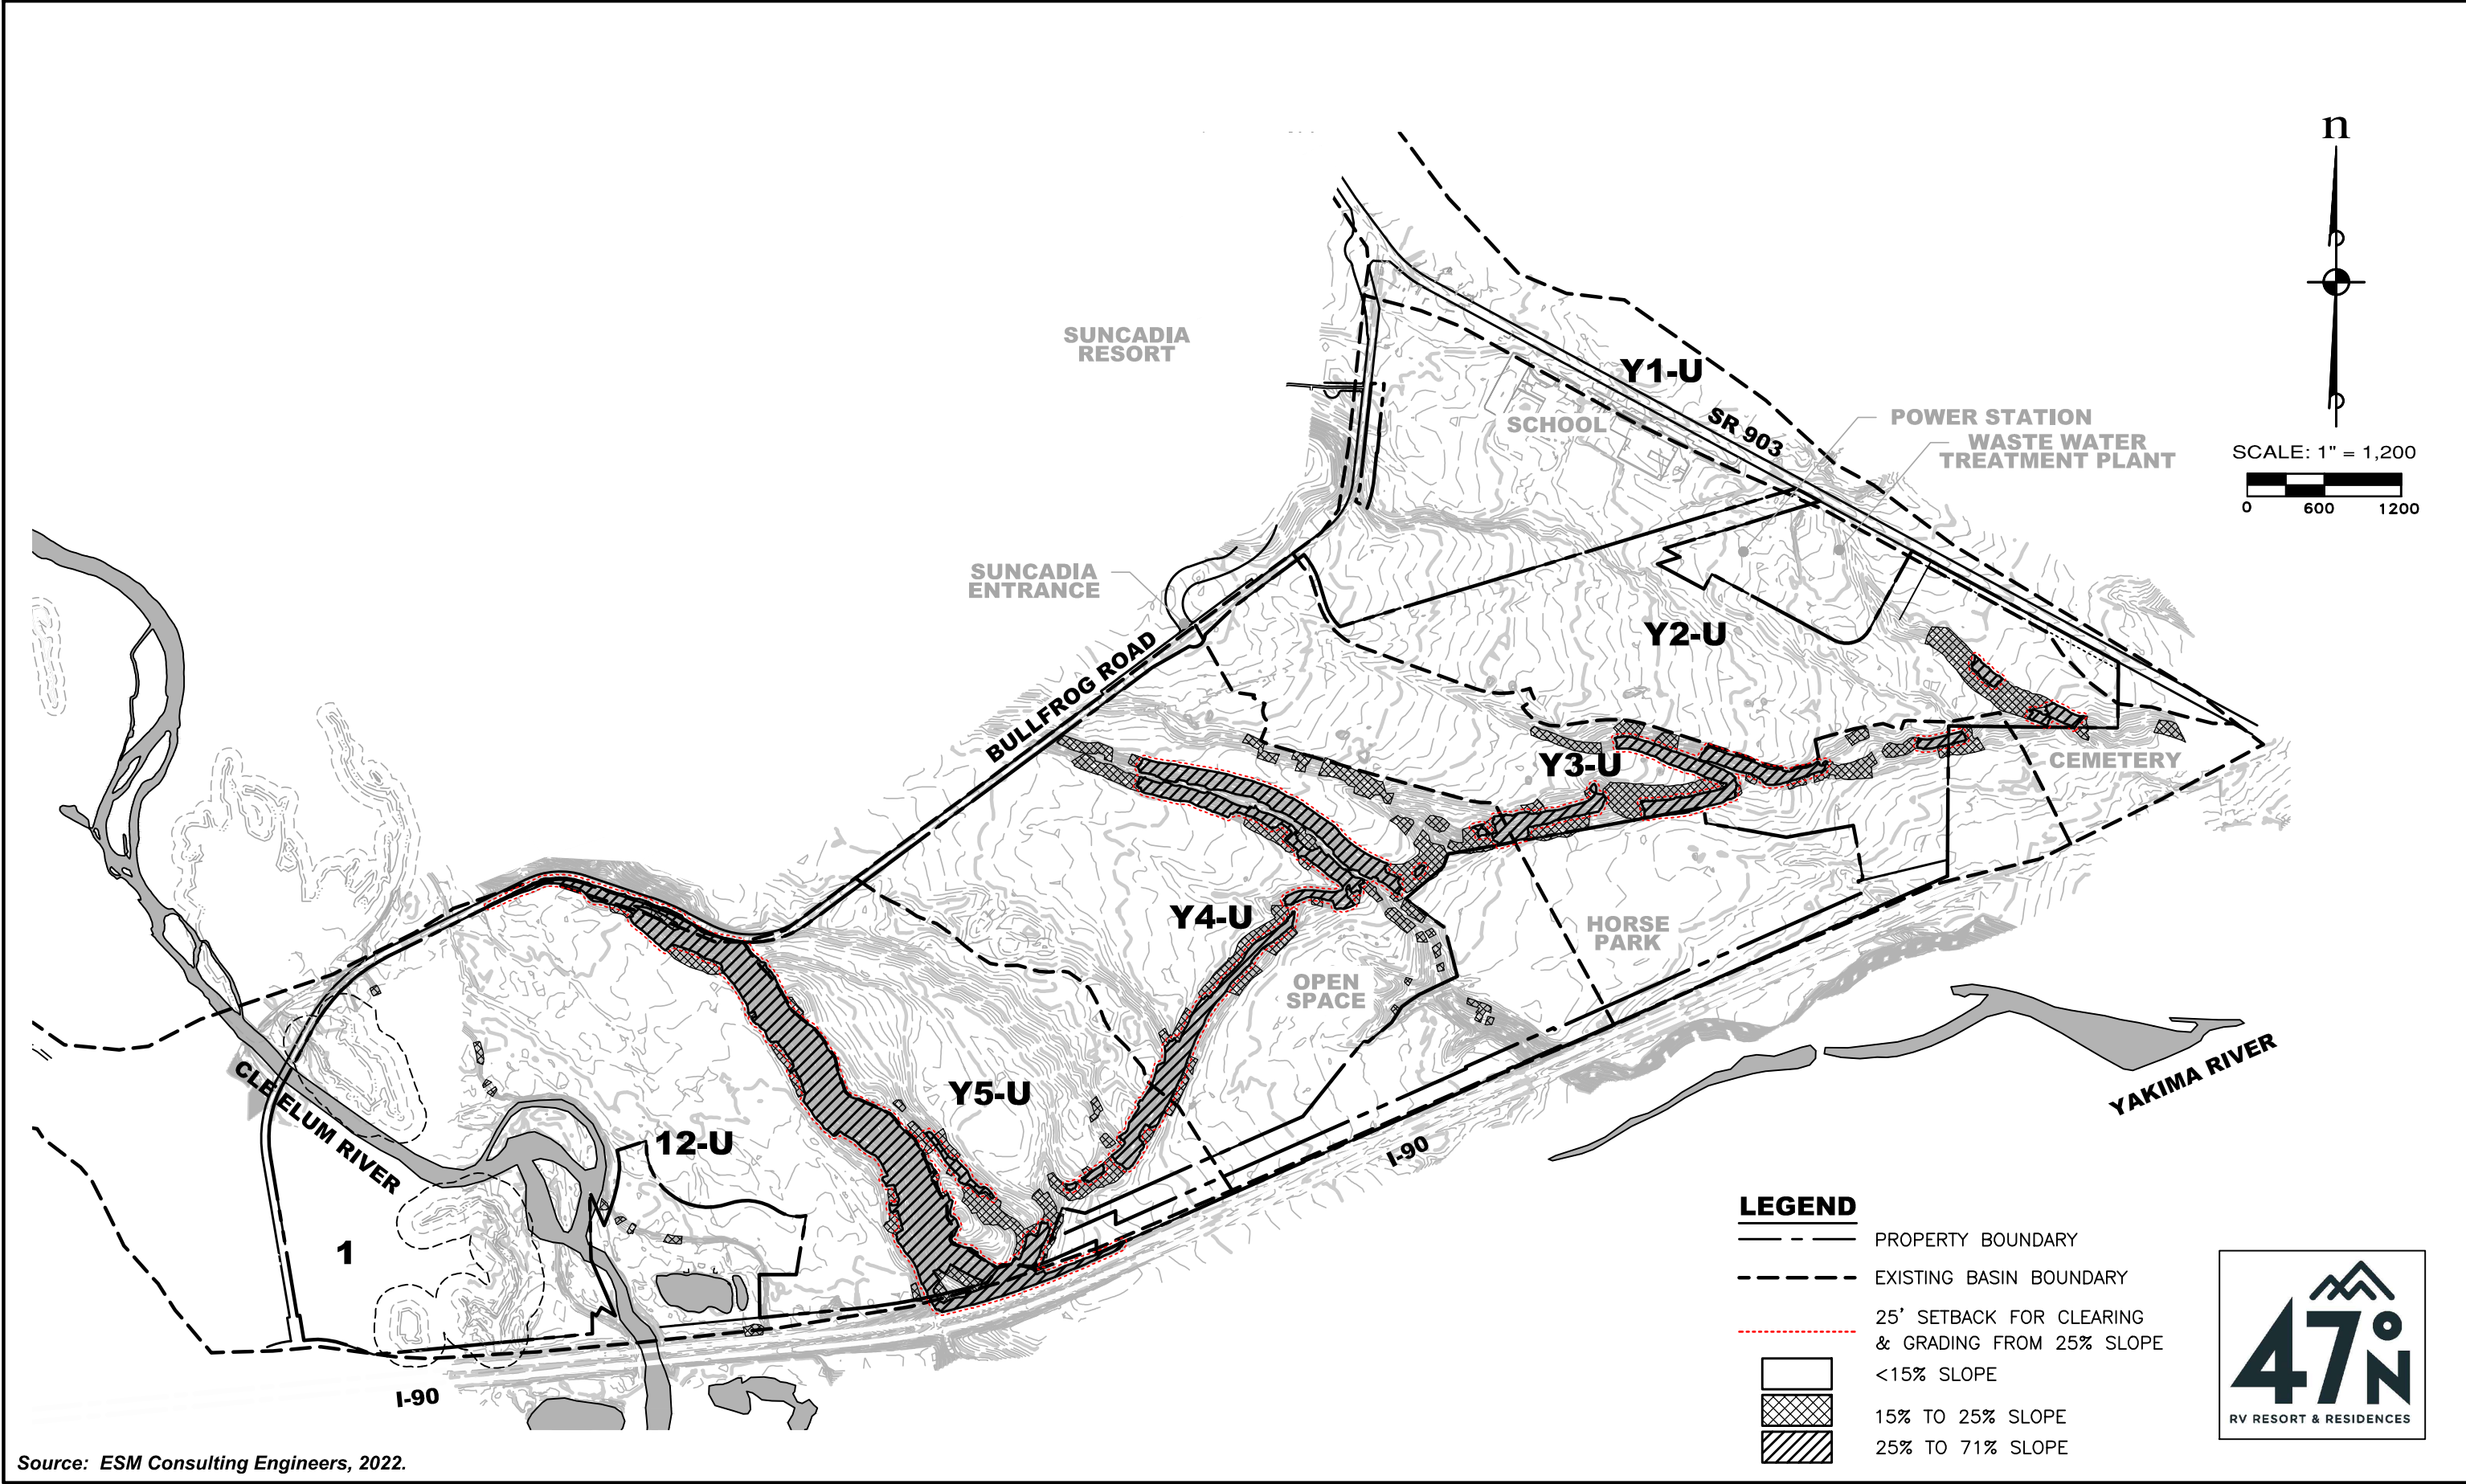 n
SCALE: 1" = 1,200
0 600 1200
SUNCADIA
RESORT
Y1-U
SR 903
SCHOOL
POWER STATION
WASTE WATER
TREATMENT PLANT
SUNCADIA
ENTRANCE
BULLFROG ROAD
Y2-U
Y3-U
CEMETERY
Y4-U
HORSE
PARK
OPEN
SPACE
Y5-U
CLE ELUM RIVER
12-U
YAKIMA RIVER
I-90
1
I-90
LEGEND
PROPERTY BOUNDARY
EXISTING BASIN BOUNDARY
25' SETBACK FOR CLEARING
& GRADING FROM 25% SLOPE
<15% SLOPE
15% TO 25% SLOPE
25% TO 71% SLOPE
47°N
RV RESORT & RESIDENCES
Source: ESM Consulting Engineers, 2022.